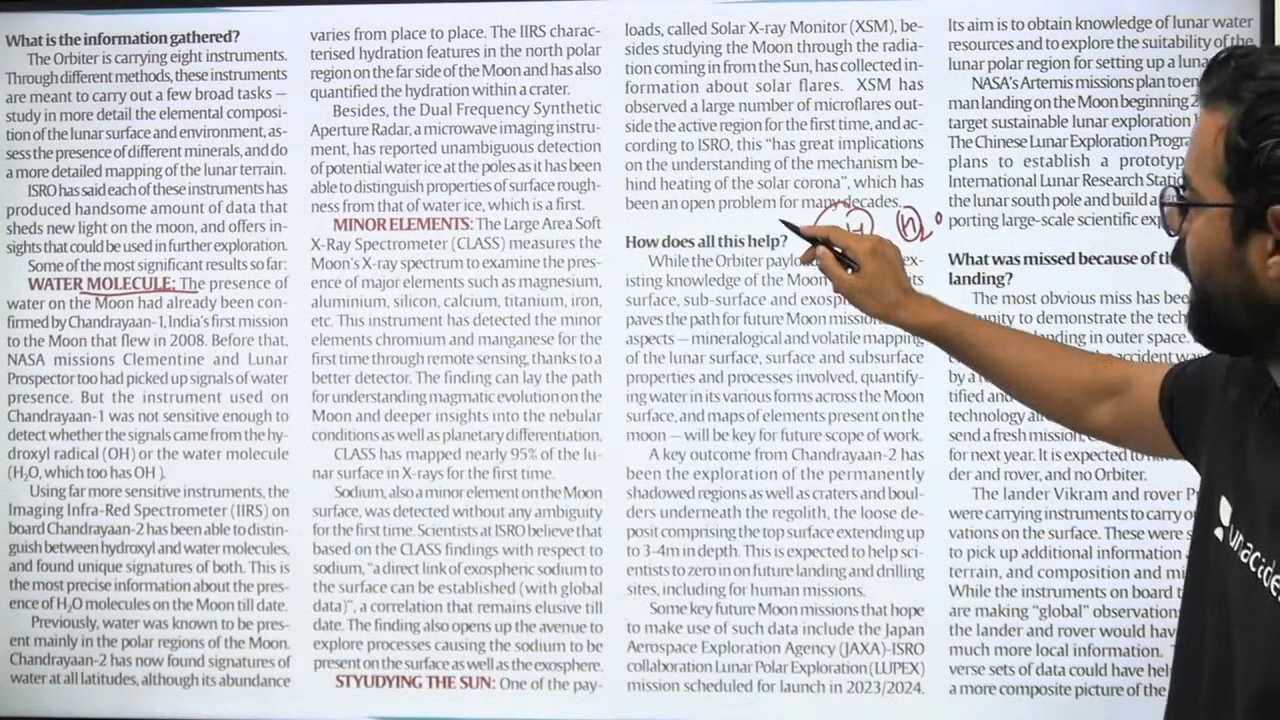 What is the information gathered?
The Orbiter is carrying eight instruments.
Through different methods, these instruments
are meant to carry out a few broad tasks —
study in more detail the elemental composi-
tion of the lunar surface and environment, as-
sess the presence of different minerals, and do
a more detailed mapping of the lunar terrain.
ISRO has said each of these instruments has
produced handsome amount of data that
sheds new light on the moon, and offers in-
sights that could be used in further exploration.
Some of the most significant results so far:
WATER MOLECULE: The presence of
water on the Moon had already been con-
firmed by Chandrayaan-1, India's first mission
to the Moon that flew in 2008. Before that,
NASA missions Clementine and Lunar
Prospector too had picked up signals of water
presence. But the instrument used on
Chandrayaan-1 was not sensitive enough to
detect whether the signals came from the hy-
droxyl radical (OH) or the water molecule
(H₂O, which too has OH ).
Using far more sensitive instruments, the
Imaging Infra-Red Spectrometer (IIRS) on
board Chandrayaan-2 has been able to distin-
guish between hydroxyl and water molecules,
and found unique signatures of both. This is
the most precise information about the pres-
ence of H₂O molecules on the Moon till date.
Previously, water was known to be pres-
ent mainly in the polar regions of the Moon.
Chandrayaan-2 has now found signatures of
water at all latitudes, although its abundance
varies from place to place. The IIRS charac-
terised hydration features in the north polar
region on the far side of the Moon and has also
quantified the hydration within a crater.
Besides, the Dual Frequency Synthetic
Aperture Radar, a microwave imaging instru-
ment, has reported unambiguous detection
of potential water ice at the poles as it has been
able to distinguish properties of surface rough-
ness from that of water ice, which is a first.
MINOR ELEMENTS: The Large Area Soft
X-Ray Spectrometer (CLASS) measures the
Moon's X-ray spectrum to examine the pres-
ence of major elements such as magnesium,
aluminium, silicon, calcium, titanium, iron,
etc. This instrument has detected the minor
elements chromium and manganese for the
first time through remote sensing, thanks to a
better detector. The finding can lay the path
for understanding magmatic evolution on the
Moon and deeper insights into the nebular
conditions as well as planetary differentiation.
CLASS has mapped nearly 95% of the lu-
nar surface in X-rays for the first time.
Sodium, also a minor element on the Moon
surface, was detected without any ambiguity
for the first time. Scientists at ISRO believe that
based on the CLASS findings with respect to
sodium, "a direct link of exospheric sodium to
the surface can be established (with global
data)", a correlation that remains elusive till
date. The finding also opens up the avenue to
explore processes causing the sodium to be
present on the surface as well as the exosphere.
STYUDYING THE SUN: One of the pay-
loads, called Solar X-ray Monitor (XSM), be-
sides studying the Moon through the radia-
tion coming in from the Sun, has collected in-
formation about solar flares. XSM has
observed a large number of microflares out-
side the active region for the first time, and ac-
cording to ISRO, this "has great implications
on the understanding of the mechanism be-
hind heating of the solar corona", which has
been an open problem for many decades.
H H₂O
How does all this help?
While the Orbiter ex-
isting knowledge of the Moon its
surface, sub-surface and
paves the path for future Moon
aspects — mineralogical and volatile mapping
of the lunar surface, surface and subsurface
properties and processes involved, quantify-
ing water in its various forms across the Moon
surface, and maps of elements present on the
moon — will be key for future scope of work.
A key outcome from Chandrayaan-2 has
been the exploration of the permanently
shadowed regions as well as craters and boul-
ders underneath the regolith, the loose de-
posit comprising the top surface extending up
to 3-4m in depth. This is expected to help sci-
entists to zero in on future landing and drilling
sites, including for human missions.
Some key future Moon missions that hope
to make use of such data include the Japan
Aerospace Exploration Agency (JAXA)-ISRO
collaboration Lunar Polar Exploration (LUPEX)
mission scheduled for launch in 2023/2024.
Its aim is to obtain knowledge of lunar water
resources and to explore the suitability of the
lunar polar region for setting up a
NASA's Artemis missions plan to
man landing on the Moon beginning
target sustainable lunar exploration
The Chinese Lunar Exploration
plans to establish a
International Lunar Research
the lunar south pole and build a
porting large-scale scientific
What was missed because of
landing?
The most obvious miss has
to demonstrate the
in outer space.
accident
by a
tified and
technology
send a fresh mission,
for next year. It is expected to
der and rover, and no Orbiter.
The lander Vikram and rover
were carrying instruments to carry
vations on the surface. These were
to pick up additional information
terrain, and composition and
While the instruments on board
are making "global"
the lander and rover would
much more local information.
verse sets of data could have
a more composite picture of the